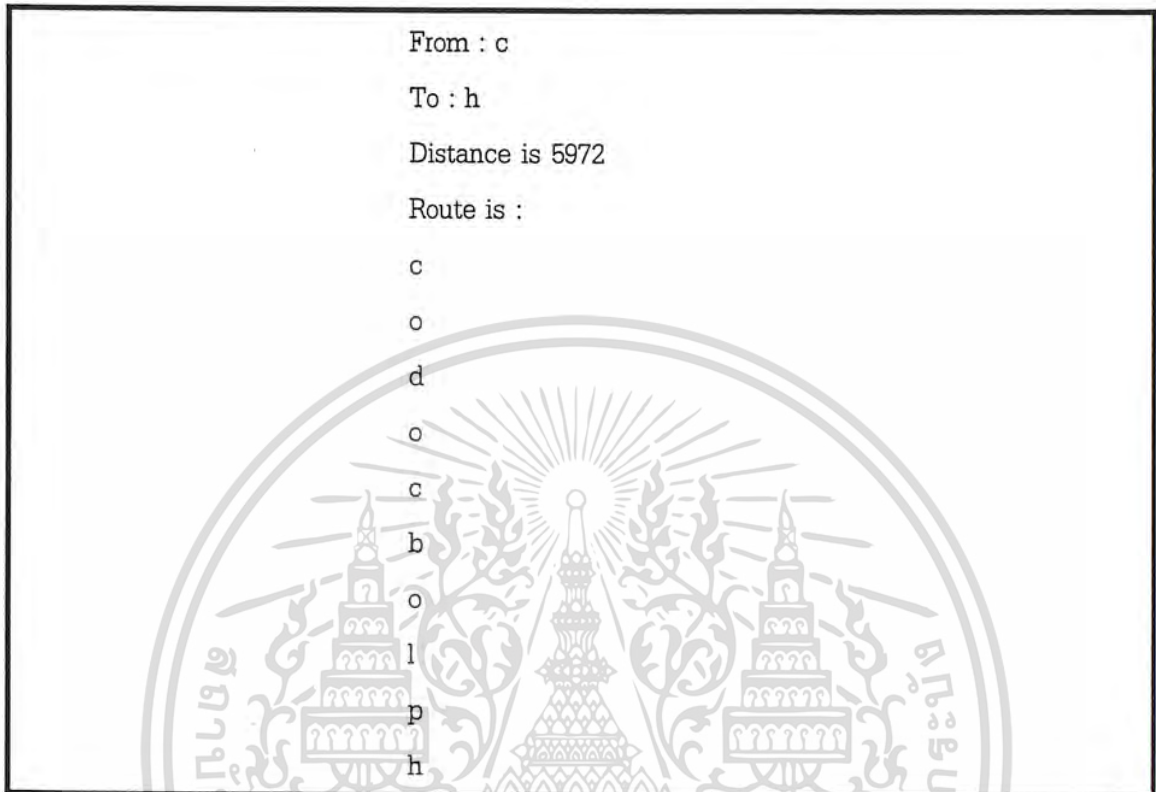 From : c
To : h
Distance is 5972
Route is :
c
o
d
o
c
b
o
l
p
h